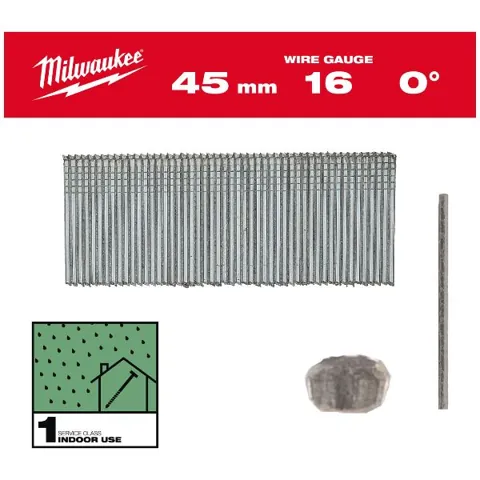 Milwaukee
45 mm
WIRE GAUGE
16
0°
1
SERVICE CLASS
INDOOR USE